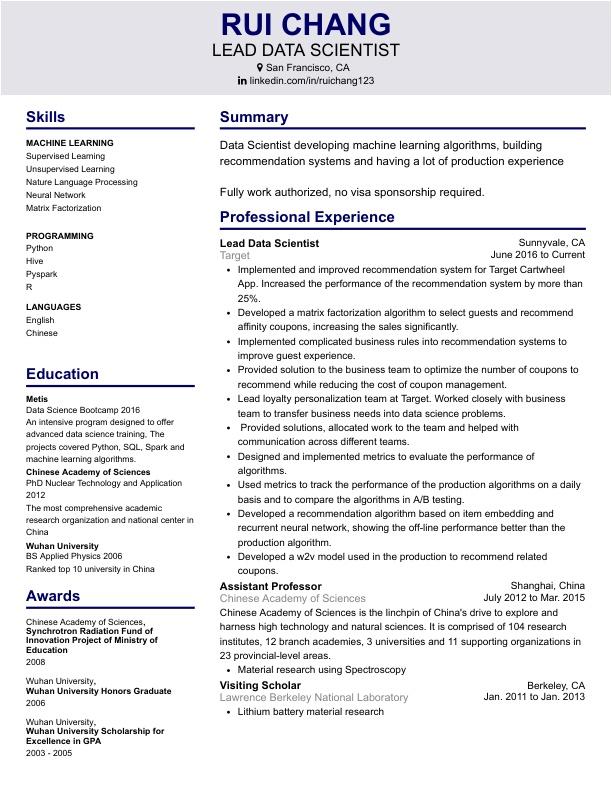 RUI CHANG
LEAD DATA SCIENTIST
San Francisco, CA
linkedin.com/in/ruichang123
Skills
MACHINE LEARNING
Supervised Learning
Unsupervised Learning
Nature Language Processing
Neural Network
Matrix Factorization
PROGRAMMING
Python
Hive
Pyspark
R
LANGUAGES
English
Chinese
Education
Metis
Data Science Bootcamp 2016
An intensive program designed to offer
advanced data science training, The
projects covered Python, SQL, Spark and
machine learning algorithms.
Chinese Academy of Sciences
PhD Nuclear Technology and Application
2012
The most comprehensive academic
research organization and national center in
China
Wuhan University
BS Applied Physics 2006
Ranked top 10 university in China
Awards
Chinese Academy of Sciences,
Synchrotron Radiation Fund of
Innovation Project of Ministry of
Education
2008
Wuhan University,
Wuhan University Honors Graduate
2006
Wuhan University,
Wuhan University Scholarship for
Excellence in GPA
2003 - 2005
Summary
Data Scientist developing machine learning algorithms, building
recommendation systems and having a lot of production experience
Fully work authorized, no visa sponsorship required.
Professional Experience
Lead Data Scientist Sunnyvale, CA
Target June 2016 to Current
• Implemented and improved recommendation system for Target Cartwheel
App. Increased the performance of the recommendation system by more than
25%.
• Developed a matrix factorization algorithm to select guests and recommend
affinity coupons, increasing the sales significantly.
• Implemented complicated business rules into recommendation systems to
improve guest experience.
• Provided solution to the business team to optimize the number of coupons to
recommend while reducing the cost of coupon management.
• Lead loyalty personalization team at Target. Worked closely with business
team to transfer business needs into data science problems.
• Provided solutions, allocated work to the team and helped with
communication across different teams.
• Designed and implemented metrics to evaluate the performance of
algorithms.
• Used metrics to track the performance of the production algorithms on a daily
basis and to compare the algorithms in A/B testing.
• Developed a recommendation algorithm based on item embedding and
recurrent neural network, showing the off-line performance better than the
production algorithm.
• Developed a w2v model used in the production to recommend related
coupons.
Assistant Professor Shanghai, China
Chinese Academy of Sciences July 2012 to Mar. 2015
Chinese Academy of Sciences is the linchpin of China's drive to explore and
harness high technology and natural sciences. It is comprised of 104 research
institutes, 12 branch academies, 3 universities and 11 supporting organizations in
23 provincial-level areas.
• Material research using Spectroscopy
Visiting Scholar Berkeley, CA
Lawrence Berkeley National Laboratory Jan. 2011 to Jan. 2013
• Lithium battery material research